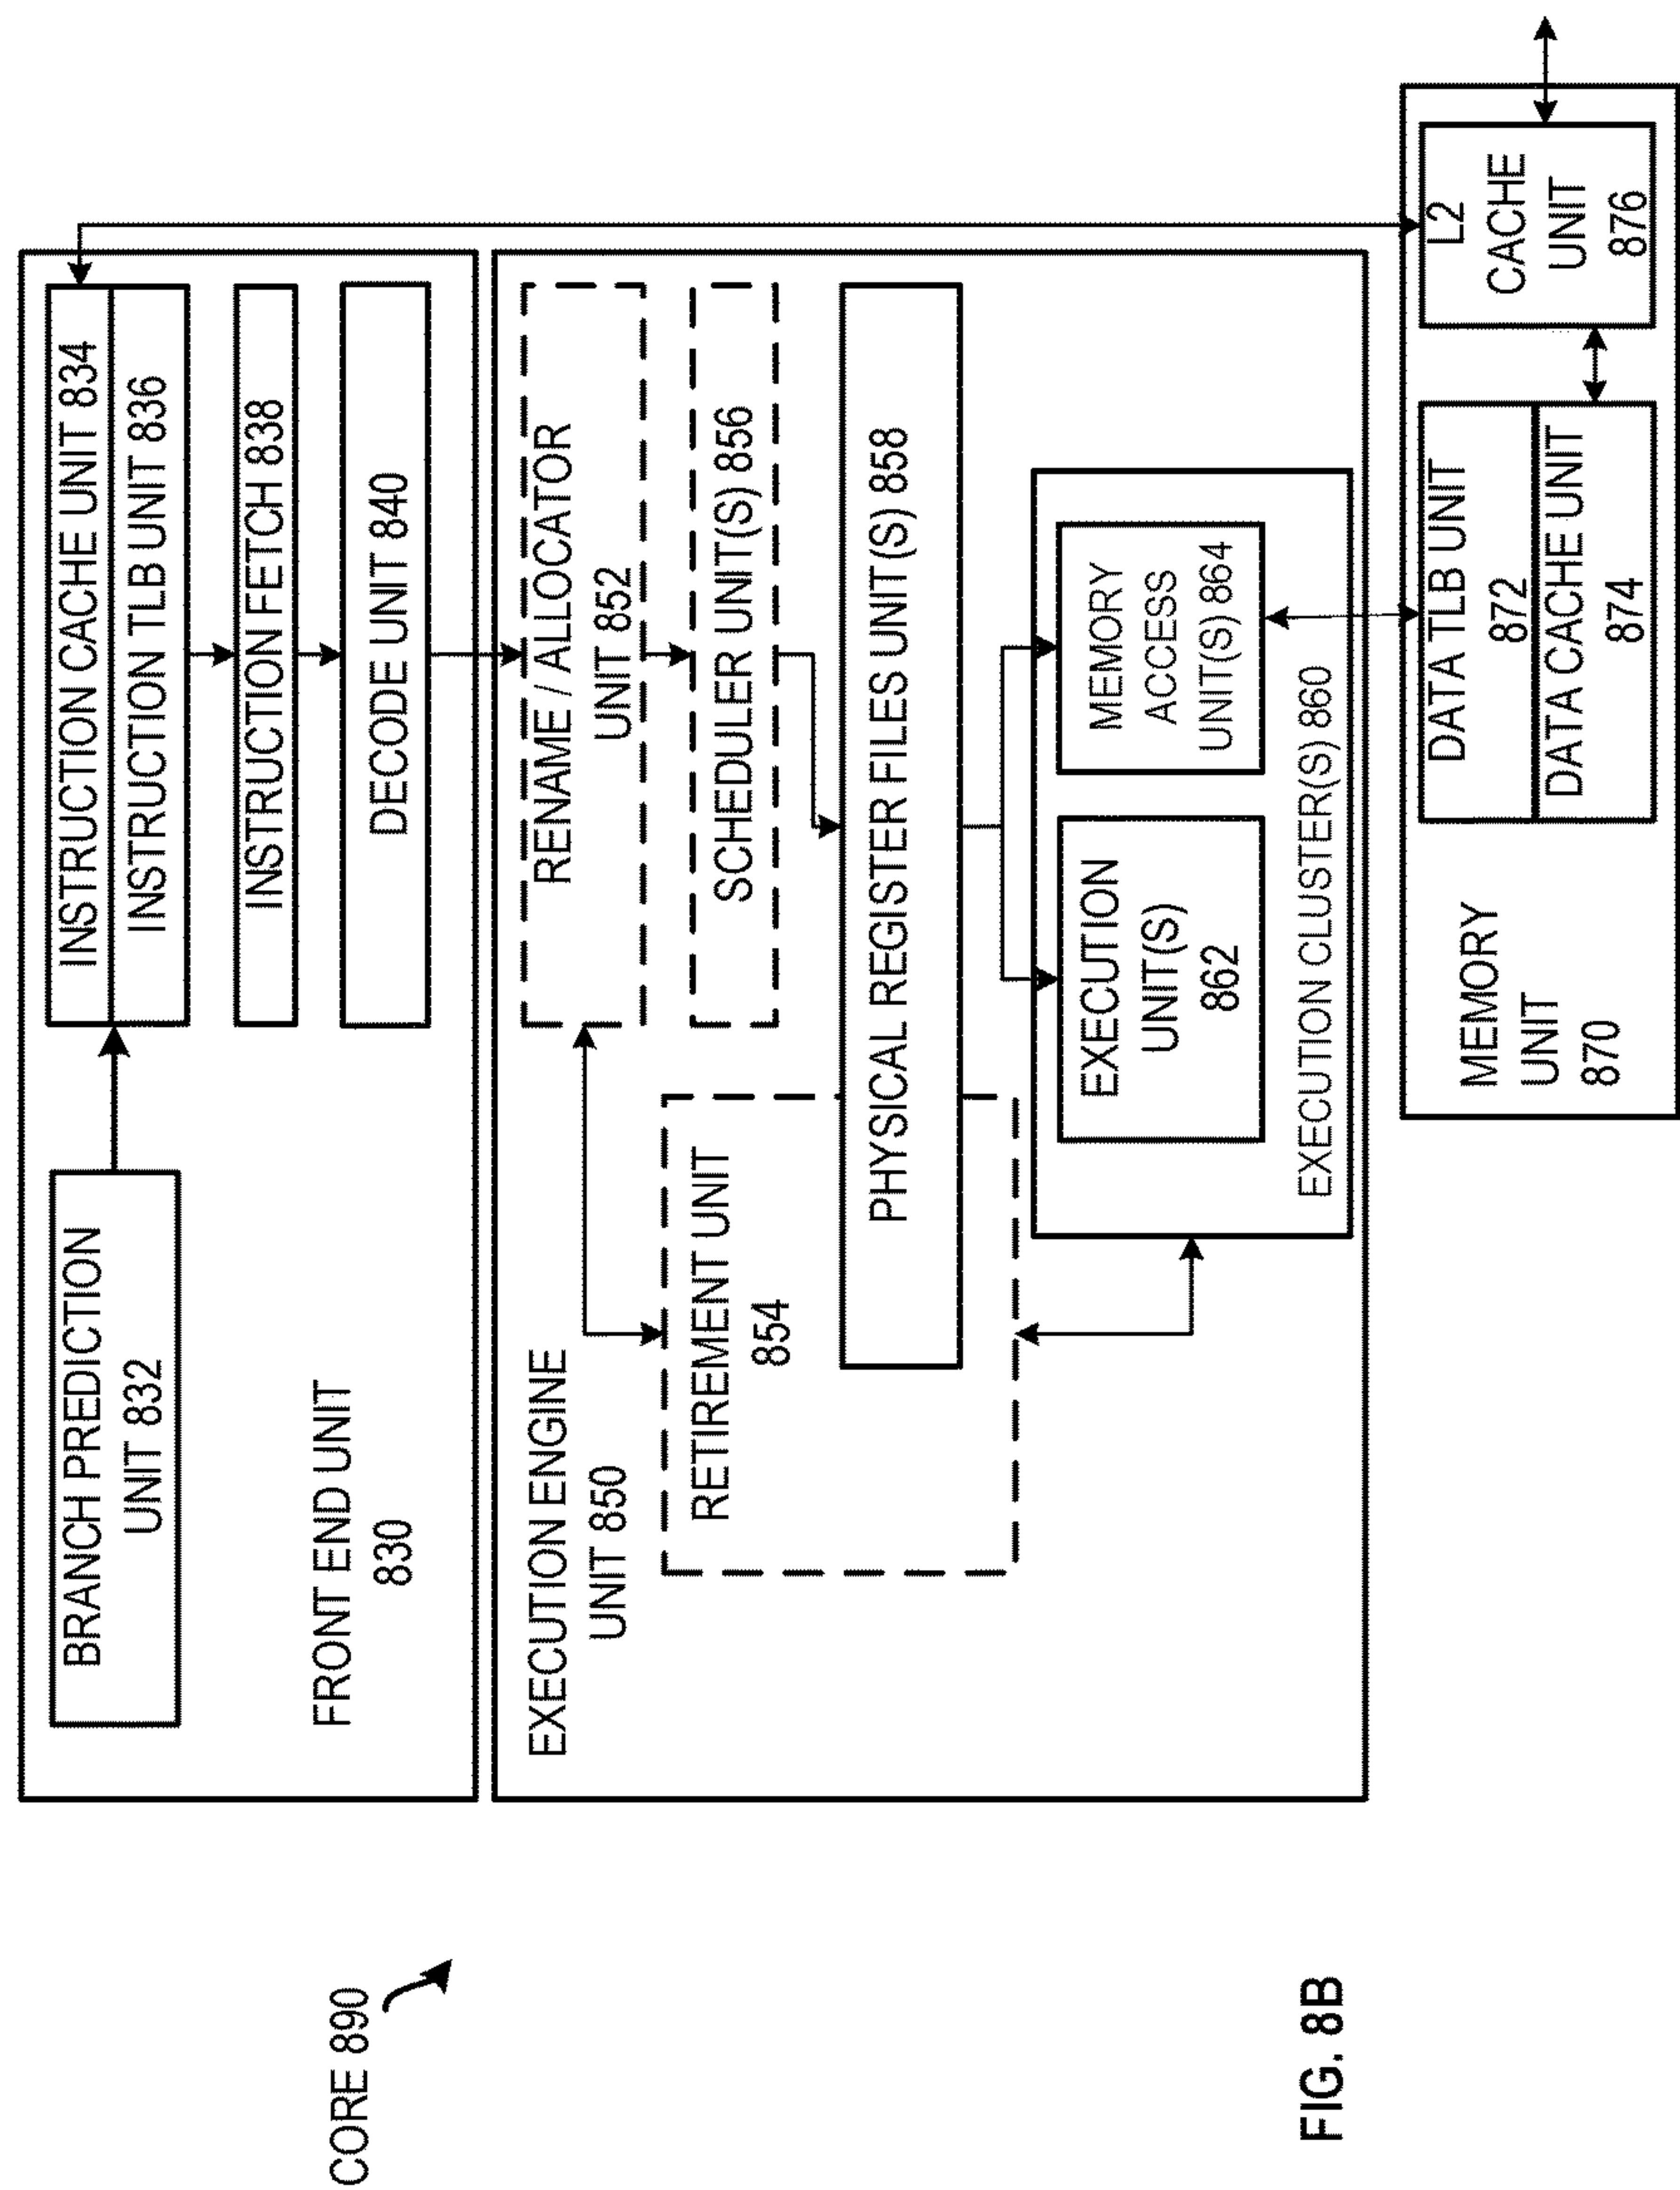 CORE 890
BRANCH PREDICTION
UNIT 832
INSTRUCTION CACHE UNIT 834
INSTRUCTION TLB UNIT 836
INSTRUCTION FETCH 838
FRONT END UNIT
830
DECODE UNIT 840
EXECUTION ENGINE
UNIT 850
RENAME / ALLOCATOR
UNIT 852
RETIREMENT UNIT
854
SCHEDULER UNIT(S) 856
PHYSICAL REGISTER FILES UNIT(S) 858
EXECUTION
UNIT(S)
862
MEMORY
ACCESS
UNIT(S) 864
EXECUTION CLUSTER(S) 860
MEMORY
UNIT
870
DATA TLB UNIT
872
DATA CACHE UNIT
874
L2
CACHE
UNIT
876
FIG. 8B